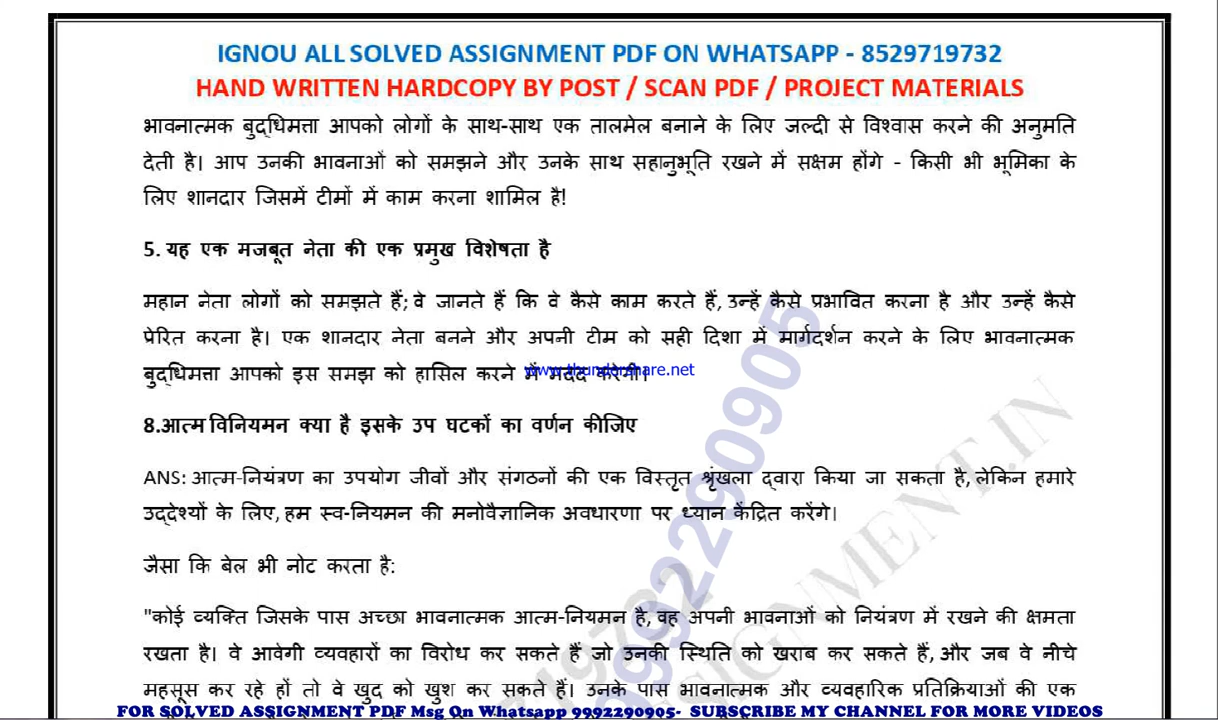 IGNOU ALL SOLVED ASSIGNMENT PDF ON WHATSAPP - 8529719732
HAND WRITTEN HARDCOPY BY POST / SCAN PDF / PROJECT MATERIALS
भावनात्मक बुद्धिमत्ता आपको लोगों के साथ-साथ एक तालमेल बनाने के लिए जल्दी से विश्वास करने की अनुमति
देती है। आप उनकी भावनाओं को समझने और उनके साथ सहानुभूति रखने में सक्षम होंगे - किसी भी भूमिका के
लिए शानदार जिसमें टीमों में काम करना शामिल है!
5. यह एक मजबूत नेता की एक प्रमुख विशेषता है
महान नेता लोगों को समझते हैं; वे जानते हैं कि वे कैसे काम करते हैं, उन्हें कैसे प्रभावित करना है और उन्हें कैसे
प्रेरित करना है। एक शानदार नेता बनने और अपनी टीम को सही दिशा में मार्गदर्शन करने के लिए भावनात्मक
बुद्धिमत्ता आपको इस समझ को हासिल करने में मदद करेगी।
www.thundershare.net
8.आत्म विनियमन क्या है इसके उप घटकों का वर्णन कीजिए
ANS: आत्म-नियंत्रण का उपयोग जीवों और संगठनों की एक विस्तृत श्रृंखला द्वारा किया जा सकता है, लेकिन हमारे
उद्देश्यों के लिए, हम स्व-नियमन की मनोवैज्ञानिक अवधारणा पर ध्यान केंद्रित करेंगे।
जैसा कि बेल भी नोट करता है:
"कोई व्यक्ति जिसके पास अच्छा भावनात्मक आत्म-नियमन है, वह अपनी भावनाओं को नियंत्रण में रखने की क्षमता
रखता है। वे आवेगी व्यवहारों का विरोध कर सकते हैं जो उनकी स्थिति को खराब कर सकते हैं, और जब वे नीचे
महसूस कर रहे हों तो वे खुद को खुश कर सकते हैं। उनके पास भावनात्मक और व्यवहारिक प्रतिक्रियाओं की एक
FOR SOLVED ASSIGNMENT PDF Msg On Whatsapp 9992290905- SUBSCRIBE MY CHANNEL FOR MORE VIDEOS